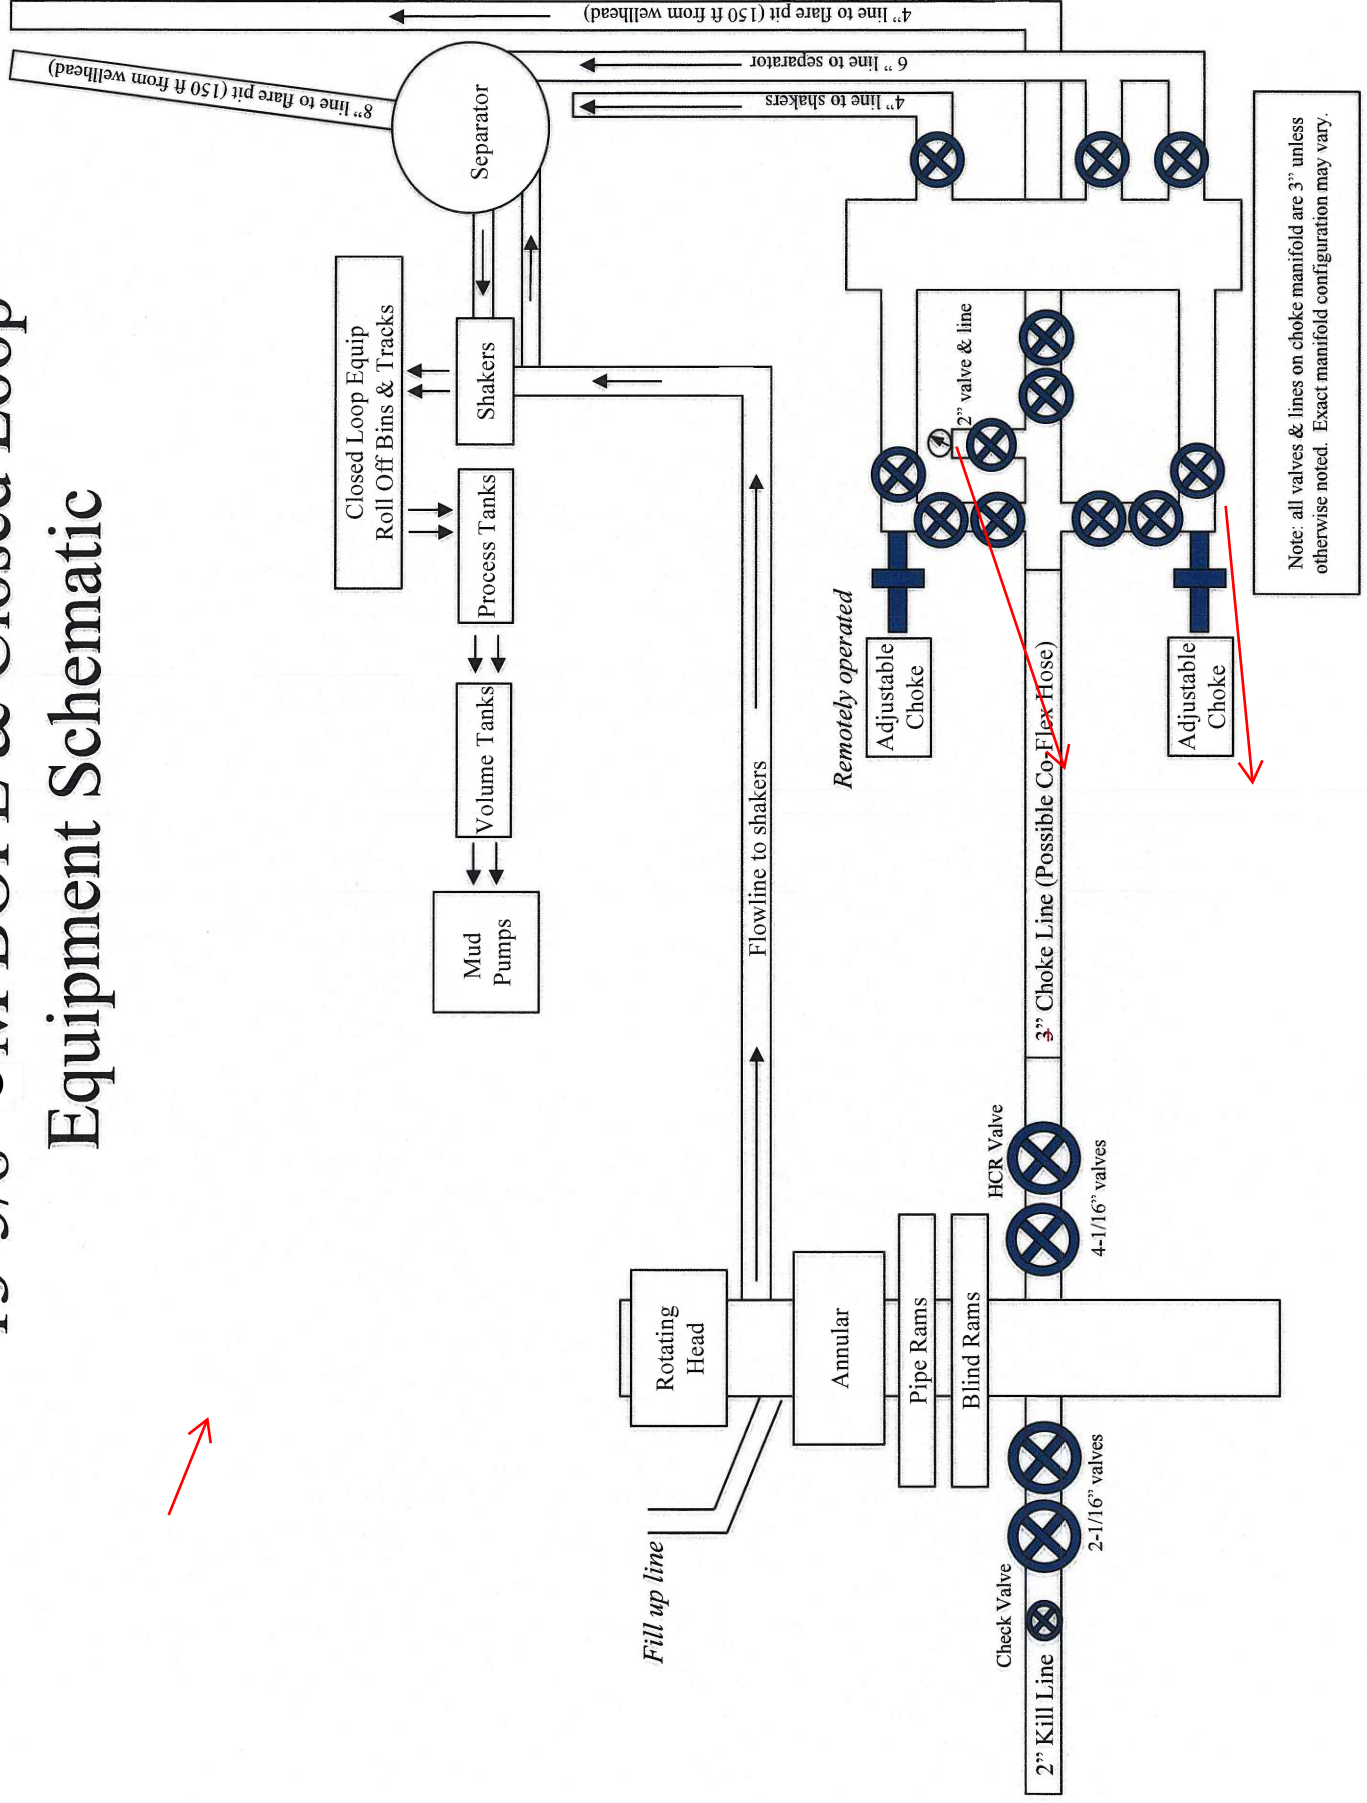 Equipment Schematic
4” line to flare pit (150 ft from wellhead)
8” line to flare pit (150 ft from wellhead)
6” line to separator
4” line to shakers
Separator
Closed Loop Equip
Roll Off Bins & Tracks
Shakers
Process Tanks
Volume Tanks
Mud
Pumps
Flowline to shakers
2” valve & line
Remotely operated
Adjustable
Choke
Adjustable
Choke
Note: all valves & lines on choke manifold are 3” unless
otherwise noted. Exact manifold configuration may vary.
3” Choke Line (Possible Co-Flex Hose)
HCR Valve
4-1/16” valves
Rotating
Head
Annular
Pipe Rams
Blind Rams
Fill up line
2-1/16” valves
Check Valve
2” Kill Line